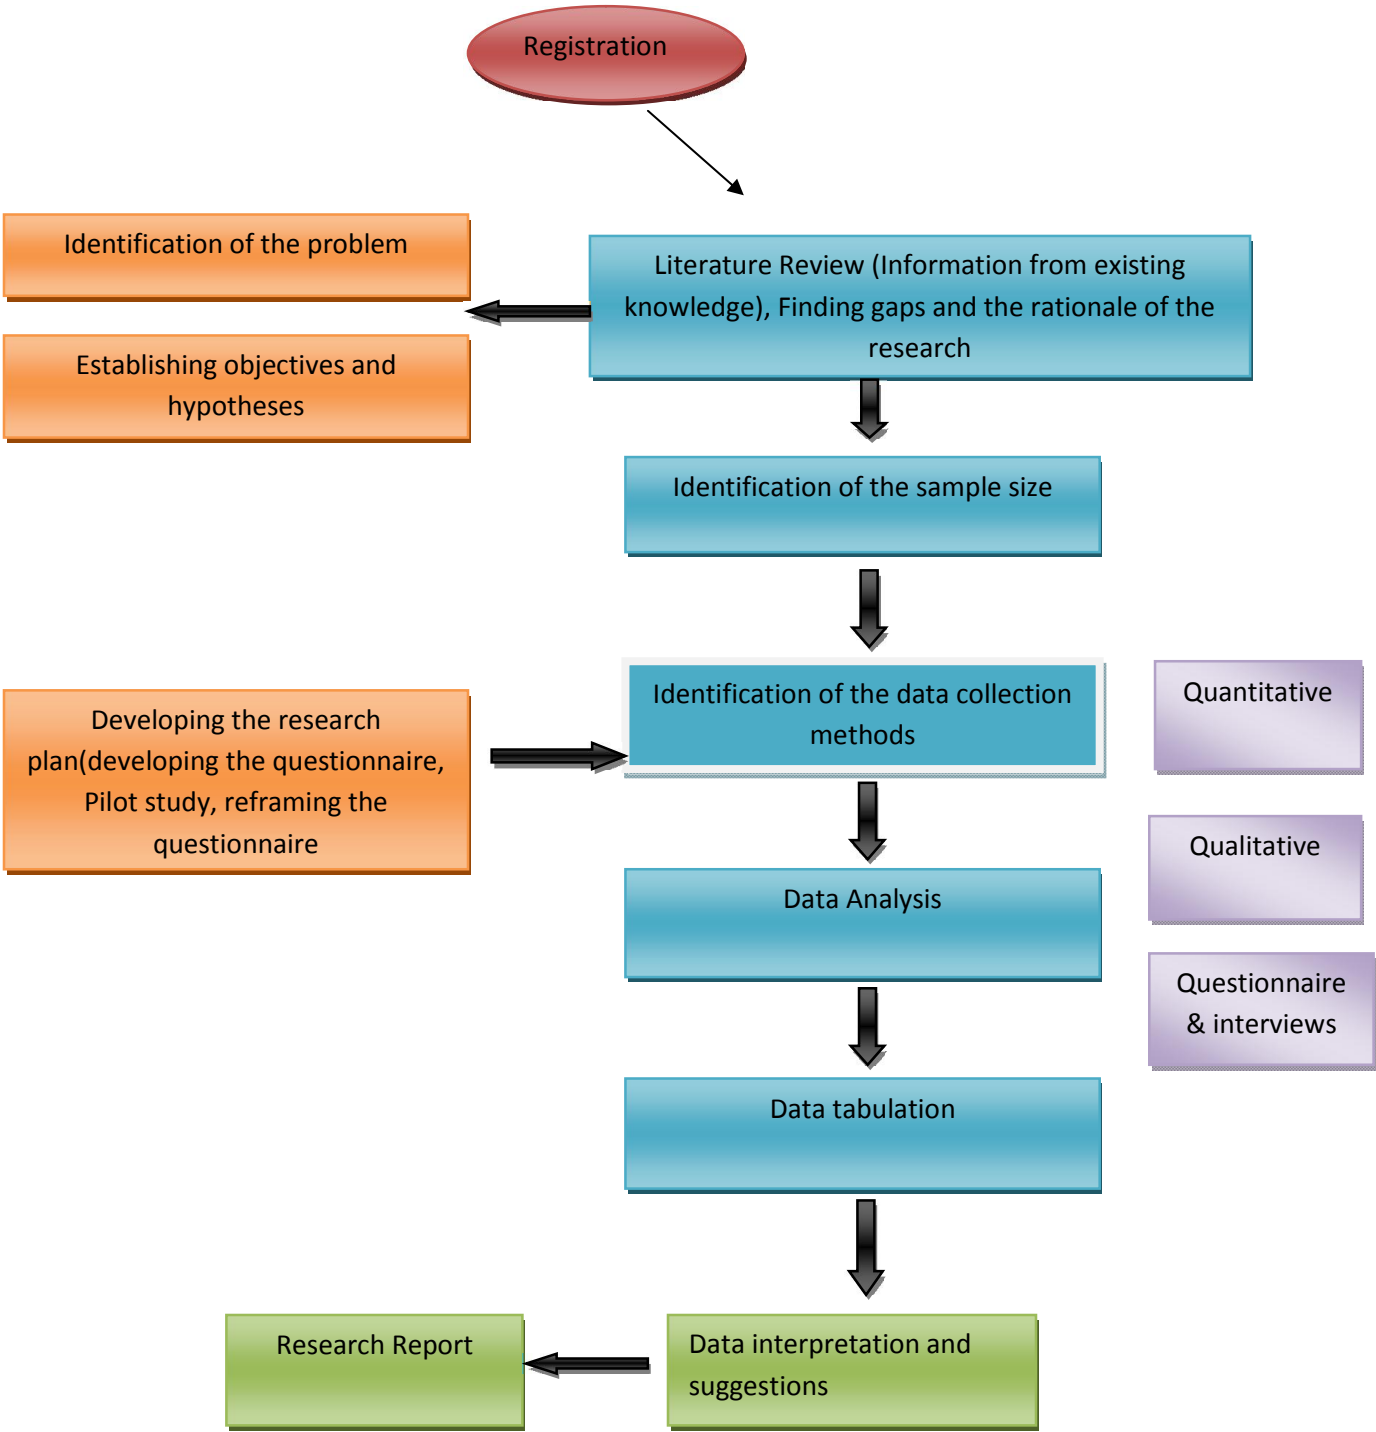 Registration
Identification of the problem
Literature Review (Information from existing
knowledge), Finding gaps and the rationale of the
research
Establishing objectives and
hypotheses
Identification of the sample size
Developing the research
plan(developing the questionnaire,
Pilot study, reframing the
questionnaire
Identification of the data collection
methods
Quantitative
Qualitative
Data Analysis
Questionnaire
& interviews
Data tabulation
Data interpretation and
suggestions
Research Report